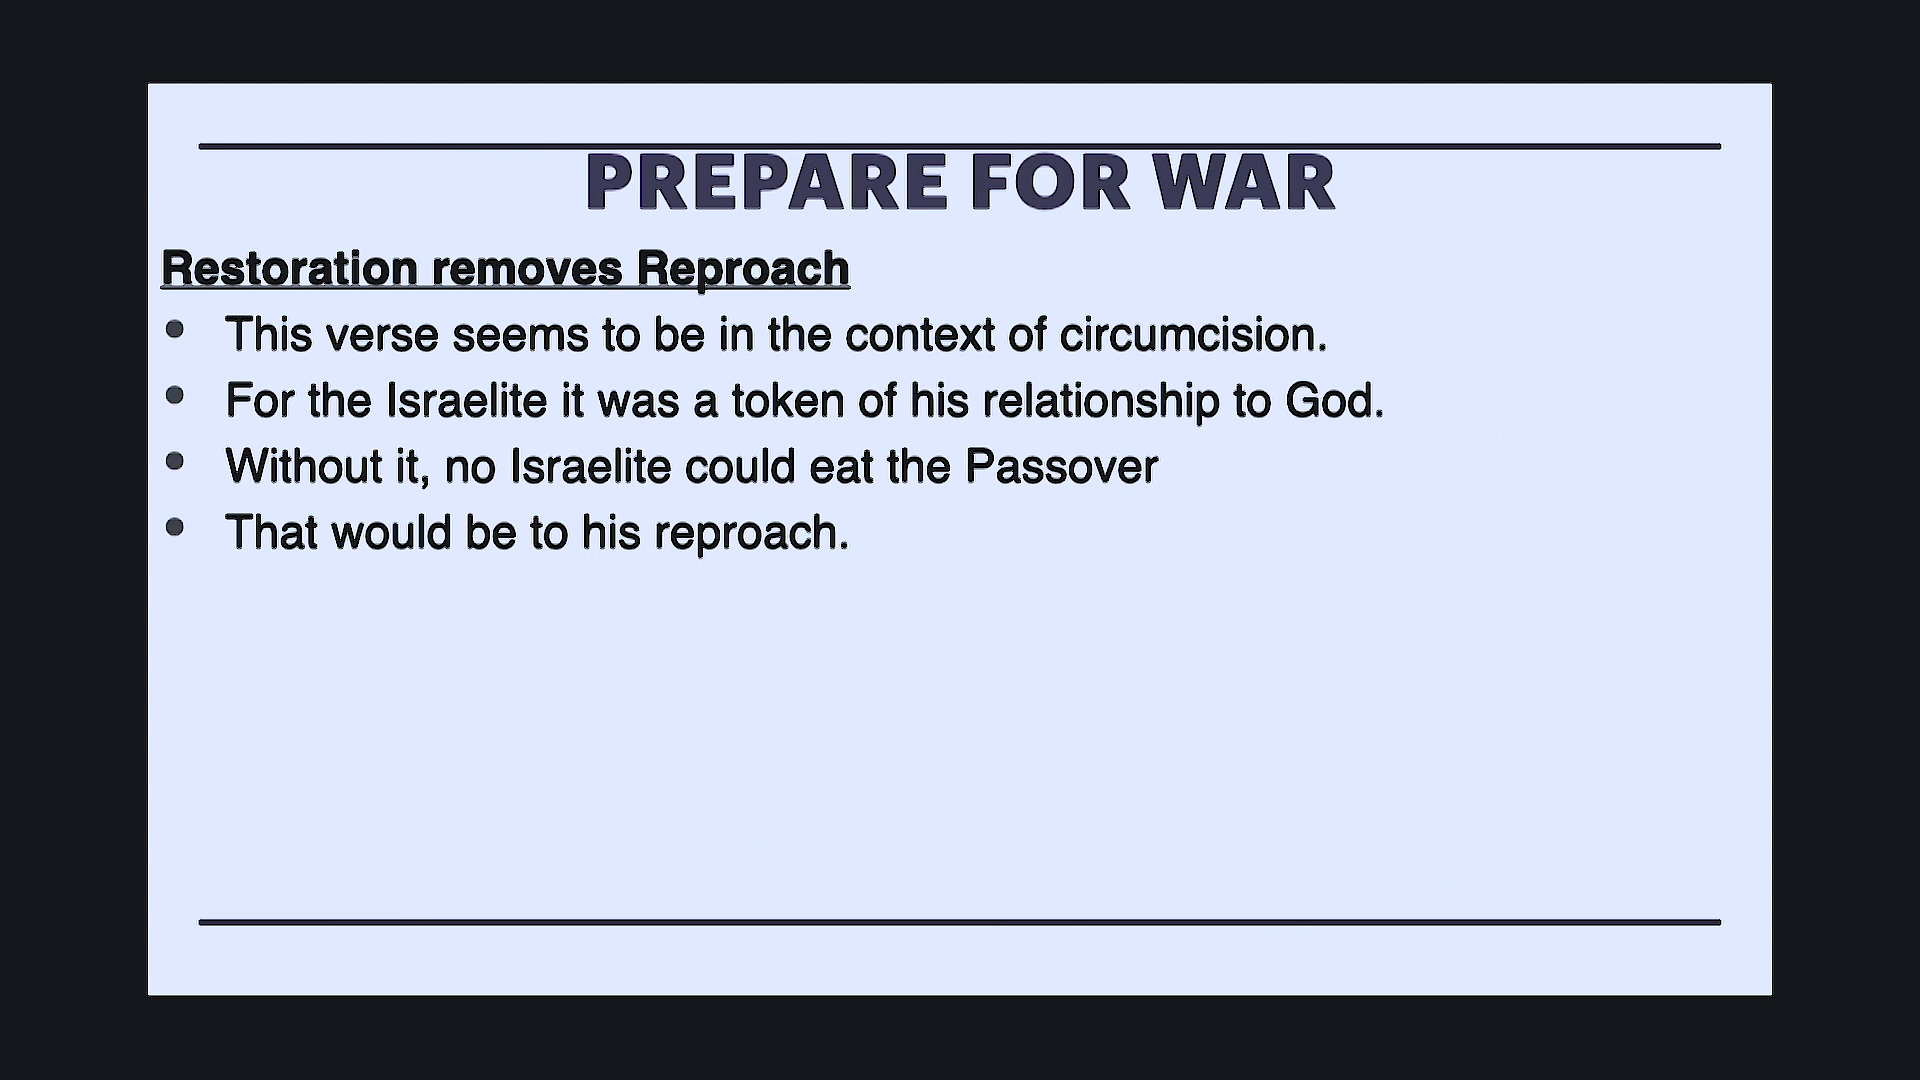 PREPARE FOR WAR
Restoration removes Reproach
• This verse seems to be in the context of circumcision.
• For the Israelite it was a token of his relationship to God.
• Without it, no Israelite could eat the Passover
• That would be to his reproach.